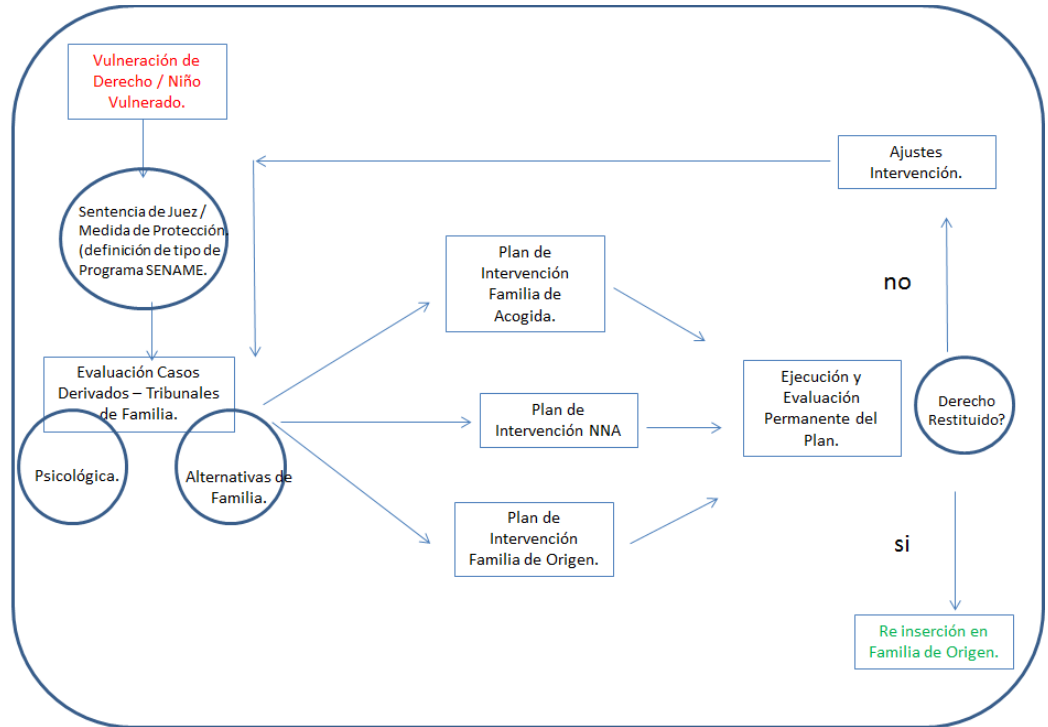 Vulneración de
Derecho / Niño
Vulnerado.
Sentencia de Juez /
Medida de Protección.
(definición de tipo de
Programa SENAME.
Evaluación Casos
Derivados – Tribunales
de Familia.
Psicológica.
Alternativas de
Familia.
Plan de
Intervención
Familia de
Acogida.
Plan de
Intervención NNA
Plan de
Intervención
Familia de Origen.
Ejecución y
Evaluación
Permanente del
Plan.
Derecho
Restituido?
no
Ajustes
Intervención.
si
Re inserción en
Familia de Origen.